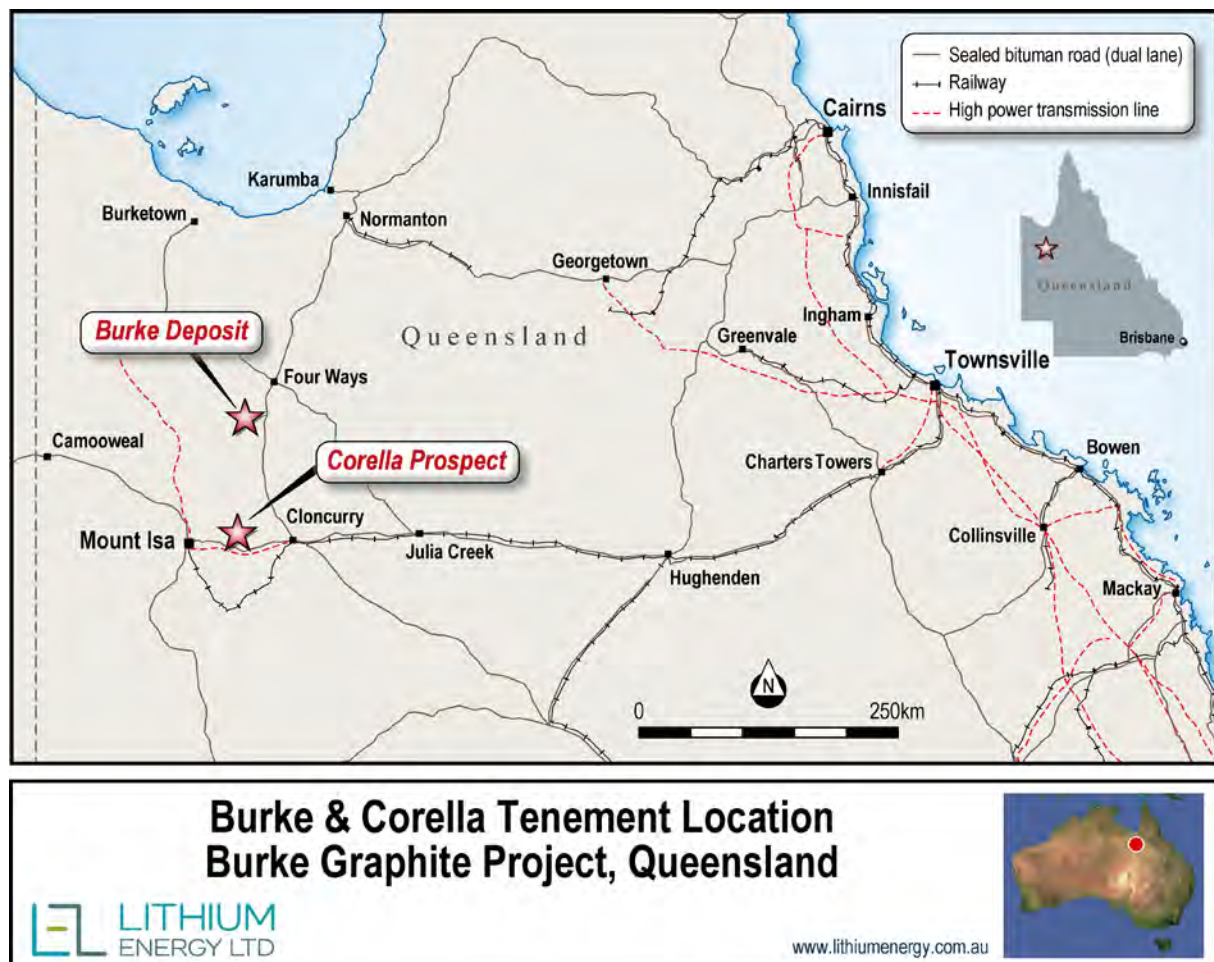 Sealed bituman road (dual lane)
Railway
High power transmission line
Cairns
Karumba
Innisfail
Burketown
Normanton
Georgetown
Queensland
Brisbane
Ingham
Burke Deposit
Queensland
Greenvale
Townsville
Four Ways
Camooweal
Corella Prospect
Charters Towers
Bowen
Mount Isa
Cloncurry
Julia Creek
Collinsville
Hughenden
Mackay
N
0 250km
Burke & Corella Tenement Location
Burke Graphite Project, Queensland
LITHIUM
ENERGY LTD
www.lithiumenergy.com.au